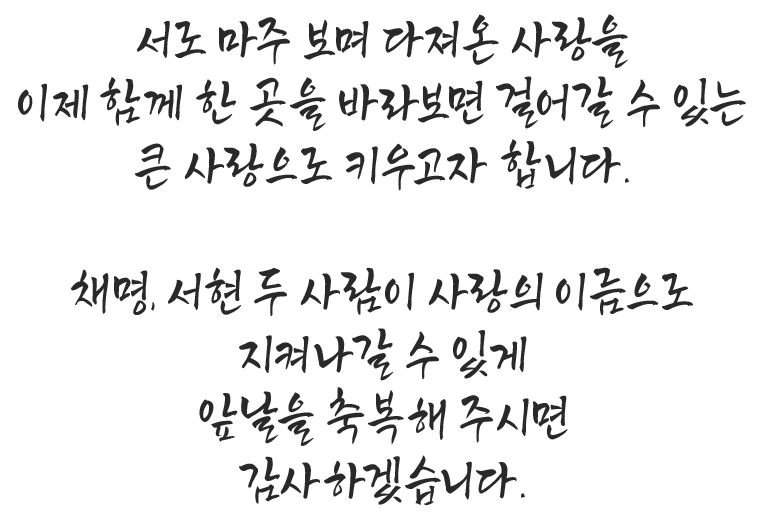 서로 마주 보며 다져온 사랑을
이제 함께 한 곳을 바라보면 걸어갈 수 있는
큰 사랑으로 키우고자 합니다.
채명, 서현 두 사람이 사랑의 이름으로
지켜나갈 수 있게
앞날을 축복해 주시면
감사하겠습니다.